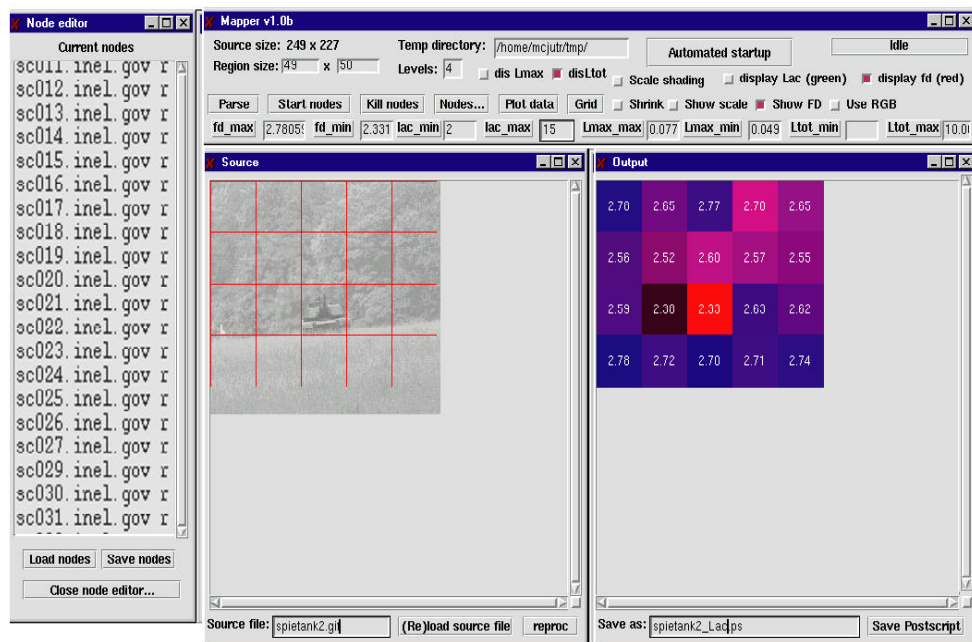 Node editor
Current nodes
sc011.inel.gov r
sc012.inel.gov r
sc013.inel.gov r
sc014.inel.gov r
sc015.inel.gov r
sc016.inel.gov r
sc017.inel.gov r
sc018.inel.gov r
sc019.inel.gov r
sc020.inel.gov r
sc021.inel.gov r
sc022.inel.gov r
sc023.inel.gov r
sc024.inel.gov r
sc025.inel.gov r
sc026.inel.gov r
sc027.inel.gov r
sc029.inel.gov r
sc030.inel.gov r
sc031.inel.gov r
Load nodes Save nodes
Close node editor...
Mapper v1.0b
Source size: 249 x 227 Temp directory: /home/mcjutr/tmp/ Automated startup Idle
Region size: 49 x 50 Levels: 4 dis Lmax disLtot Scale shading display Lac (green) display fd (red)
Parse Start nodes Kill nodes Nodes... Plot data Grid Shrink Show scale Show FD Use RGB
fd_max 2.7805 fd_min 2.331 lac_min 2 lac_max 15 Lmax_max 0.077 Lmax_min 0.049 Ltot_min Ltot_max 10.0
Source
Source file: spietank2.gif (Re)load source file reproc
Output
2.70 2.65 2.77 2.70 2.65
2.56 2.52 2.60 2.57 2.55
2.59 2.38 2.33 2.63 2.62
2.78 2.72 2.70 2.71 2.74
Save as: spietank2_Lac.ps Save Postscript